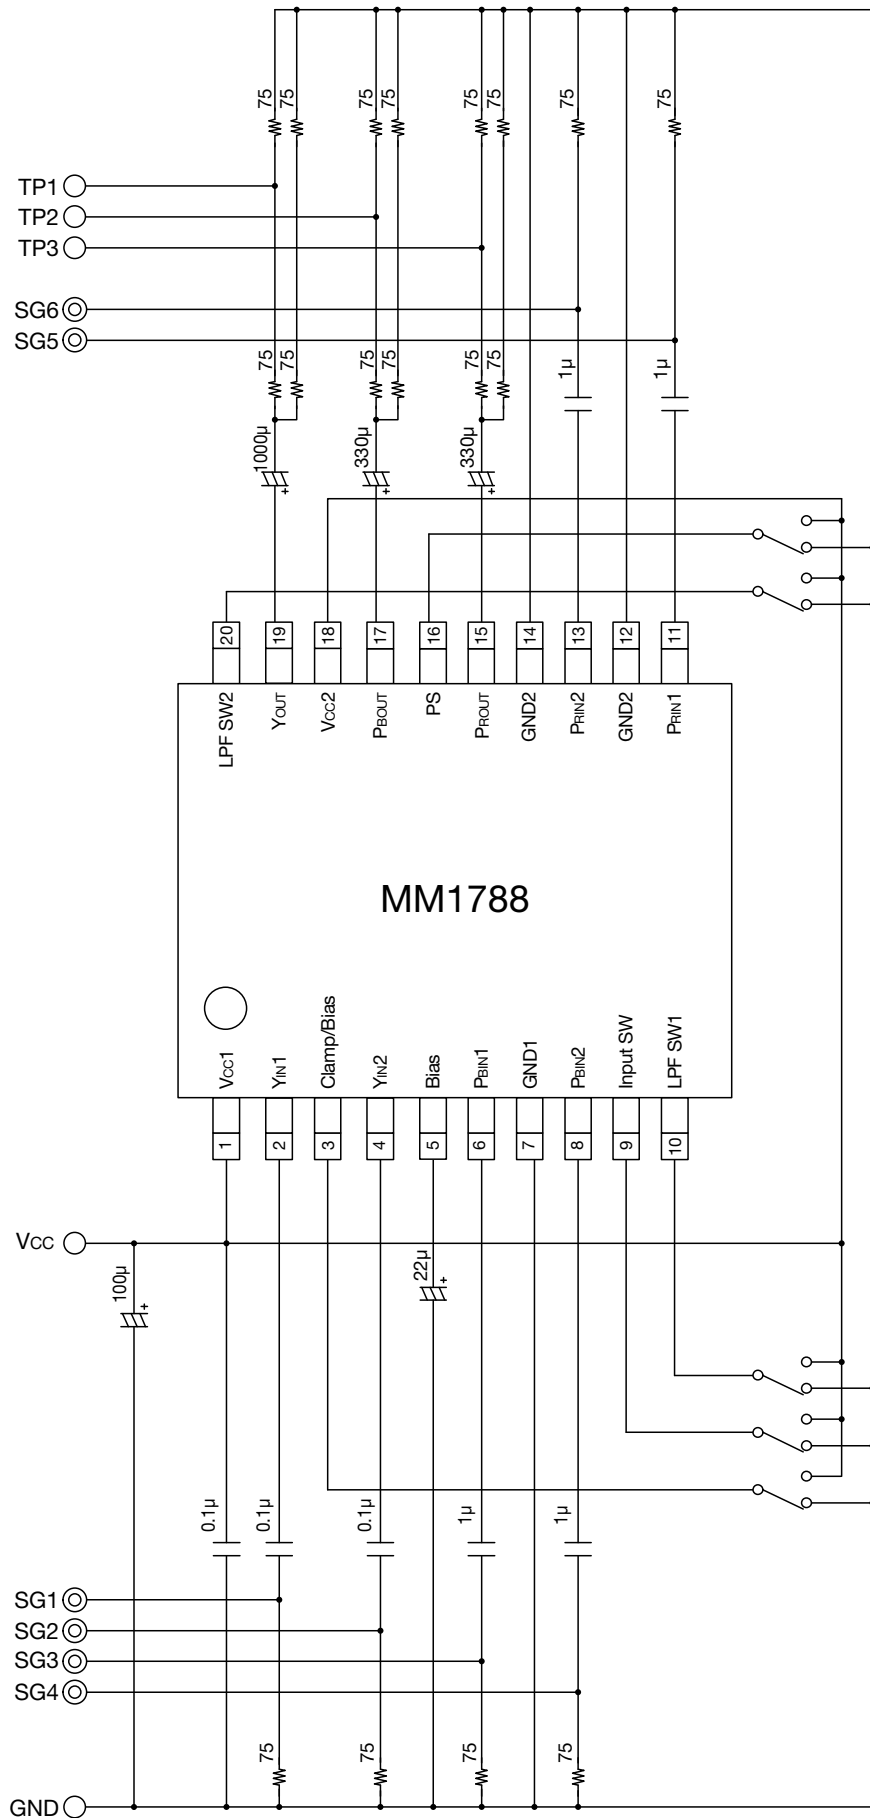 75 75 75 75 75 75 75 75
TP1
TP2
TP3
SG6
SG5
75 75 75 75 75 75 1µ 1µ
1000µ 330µ 330µ
+ + +
20 19 18 17 16 15 14 13 12 11
LPF SW2 YOUT VCC2 PBOUT PS PROUT GND2 PRIN2 GND2 PRIN1
MM1788
VCC1 YIN1 Clamp/Bias YIN2 Bias PBIN1 GND1 PBIN2 Input SW LPF SW1
1 2 3 4 5 6 7 8 9 10
VCC
100µ + 22µ +
0.1µ 0.1µ 0.1µ 1µ 1µ
SG1
SG2
SG3
SG4
75 75 75 75
GND